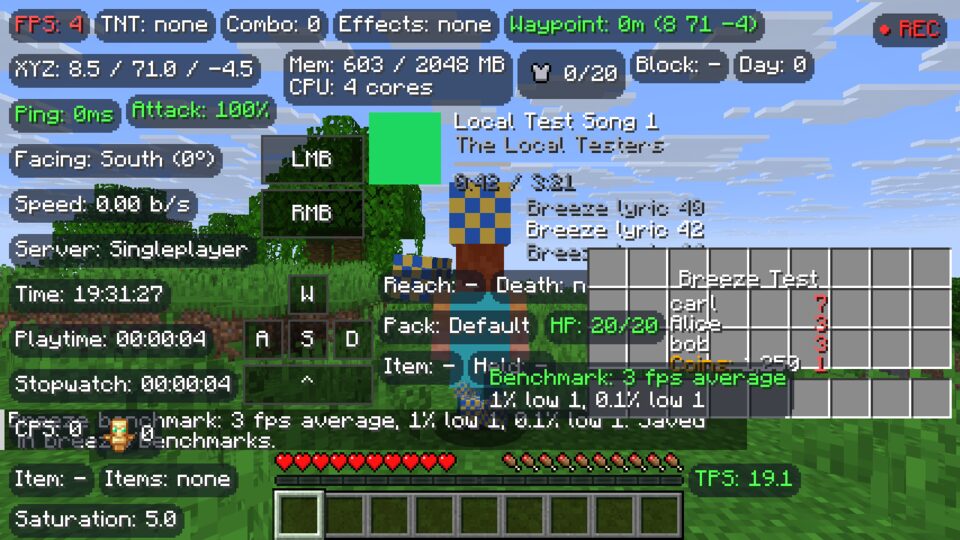 FPS: 4
TNT: none
Combo: 0
Effects: none
Waypoint: 0m (8 71 -4)
REC
XYZ: 8.5 / 71.0 / -4.5
Mem: 603 / 2048 MB
CPU: 4 cores
0/20
Block: -
Day: 0
Ping: 0ms
Attack: 100%
Local Test Song 1
The Local Testers
0:42 / 3:21
Facing: South (0°)
LMB
Speed: 0.00 b/s
RMB
Breeze lyric 40
Breeze lyric 42
Breeze lyric
Server: Singleplayer
Breeze Test
Time: 19:31:27
W
Reach: -
Death:
carl 7
Alice 3
bob 3
Coins: 1,250 1
Playtime: 00:00:04
A S D
Pack: Default
HP: 20/20
Item: -
Hold: -
Stopwatch: 00:00:04
^
Benchmark: 3 fps average
1% low 1, 0.1% low 1
Breeze benchmark: 3 fps average, 1% low 1, 0.1% low 1. Saved
in breeze benchmarks.
CPS: 0
0
Item: -
Items: none
TPS: 19.1
Saturation: 5.0